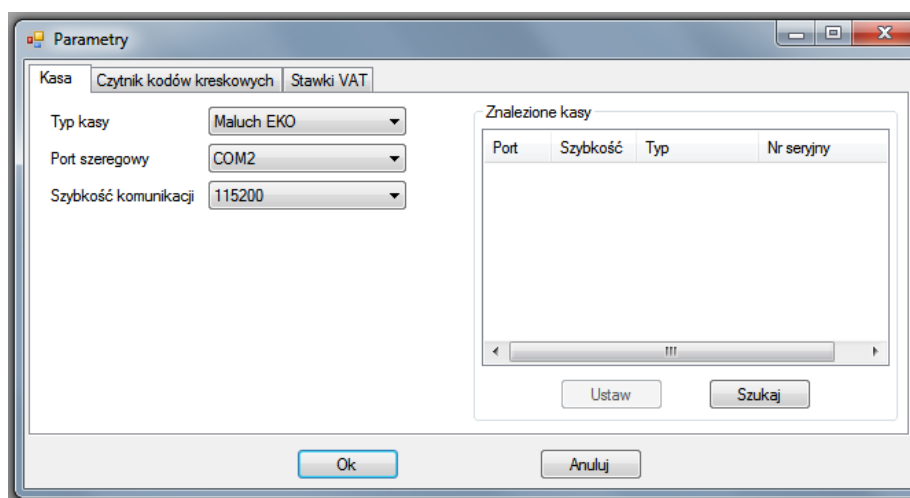 Parametry
Kasa Czytnik kodów kreskowych Stawki VAT
Typ kasy Maluch EKO
Port szeregowy COM2
Szybkość komunikacji 115200
Znalezione kasy
Port Szybkość Typ Nr seryjny
Ustaw Szukaj
Ok Anuluj